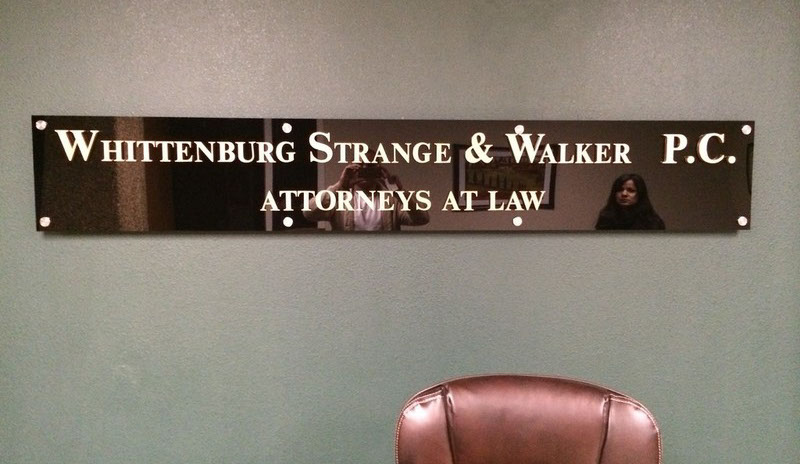 WHITTENBURG STRANGE & WALKER P.C.
ATTORNEYS AT LAW